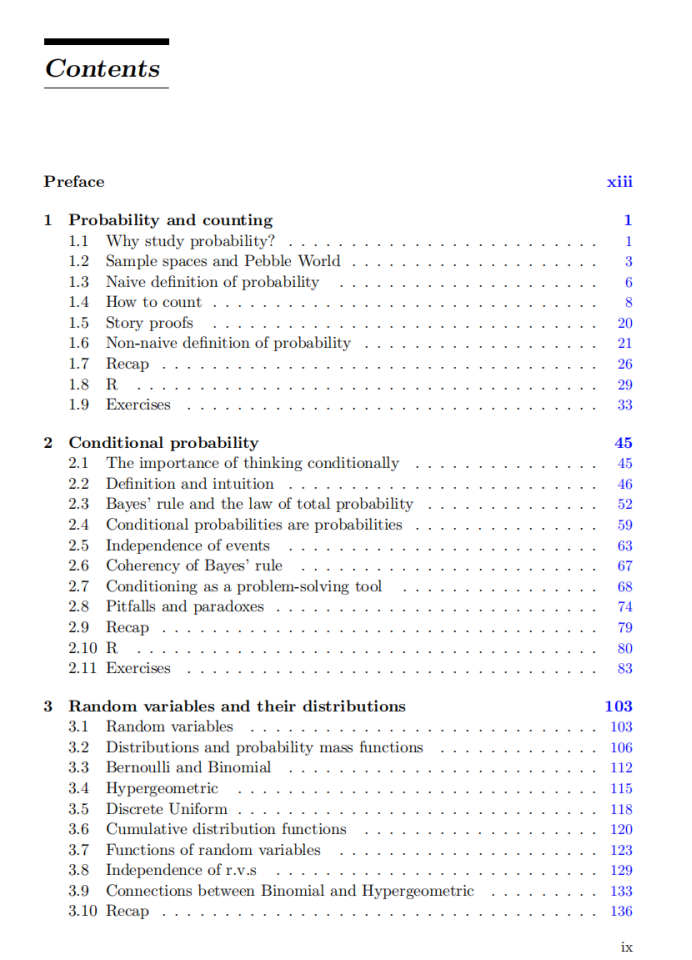 Contents
Preface xiii
1 Probability and counting 1
1.1 Why study probability? . . . . . . . . . . . . . . . . . . . . . . . . . 1
1.2 Sample spaces and Pebble World . . . . . . . . . . . . . . . . . . . . 3
1.3 Naive definition of probability . . . . . . . . . . . . . . . . . . . . . 6
1.4 How to count . . . . . . . . . . . . . . . . . . . . . . . . . . . . . . . 8
1.5 Story proofs . . . . . . . . . . . . . . . . . . . . . . . . . . . . . . . 20
1.6 Non-naive definition of probability . . . . . . . . . . . . . . . . . . . 21
1.7 Recap . . . . . . . . . . . . . . . . . . . . . . . . . . . . . . . . . . . 26
1.8 R . . . . . . . . . . . . . . . . . . . . . . . . . . . . . . . . . . . . . 29
1.9 Exercises . . . . . . . . . . . . . . . . . . . . . . . . . . . . . . . . . 33
2 Conditional probability 45
2.1 The importance of thinking conditionally . . . . . . . . . . . . . . . 45
2.2 Definition and intuition . . . . . . . . . . . . . . . . . . . . . . . . . 46
2.3 Bayes' rule and the law of total probability . . . . . . . . . . . . . . 52
2.4 Conditional probabilities are probabilities . . . . . . . . . . . . . . . 59
2.5 Independence of events . . . . . . . . . . . . . . . . . . . . . . . . . 63
2.6 Coherency of Bayes' rule . . . . . . . . . . . . . . . . . . . . . . . . 67
2.7 Conditioning as a problem-solving tool . . . . . . . . . . . . . . . . 68
2.8 Pitfalls and paradoxes . . . . . . . . . . . . . . . . . . . . . . . . . . 74
2.9 Recap . . . . . . . . . . . . . . . . . . . . . . . . . . . . . . . . . . . 79
2.10 R . . . . . . . . . . . . . . . . . . . . . . . . . . . . . . . . . . . . . 80
2.11 Exercises . . . . . . . . . . . . . . . . . . . . . . . . . . . . . . . . . 83
3 Random variables and their distributions 103
3.1 Random variables . . . . . . . . . . . . . . . . . . . . . . . . . . . . 103
3.2 Distributions and probability mass functions . . . . . . . . . . . . . 106
3.3 Bernoulli and Binomial . . . . . . . . . . . . . . . . . . . . . . . . . 112
3.4 Hypergeometric . . . . . . . . . . . . . . . . . . . . . . . . . . . . . 115
3.5 Discrete Uniform . . . . . . . . . . . . . . . . . . . . . . . . . . . . . 118
3.6 Cumulative distribution functions . . . . . . . . . . . . . . . . . . . 120
3.7 Functions of random variables . . . . . . . . . . . . . . . . . . . . . 123
3.8 Independence of r.v.s . . . . . . . . . . . . . . . . . . . . . . . . . . 129
3.9 Connections between Binomial and Hypergeometric . . . . . . . . . 133
3.10 Recap . . . . . . . . . . . . . . . . . . . . . . . . . . . . . . . . . . . 136
ix